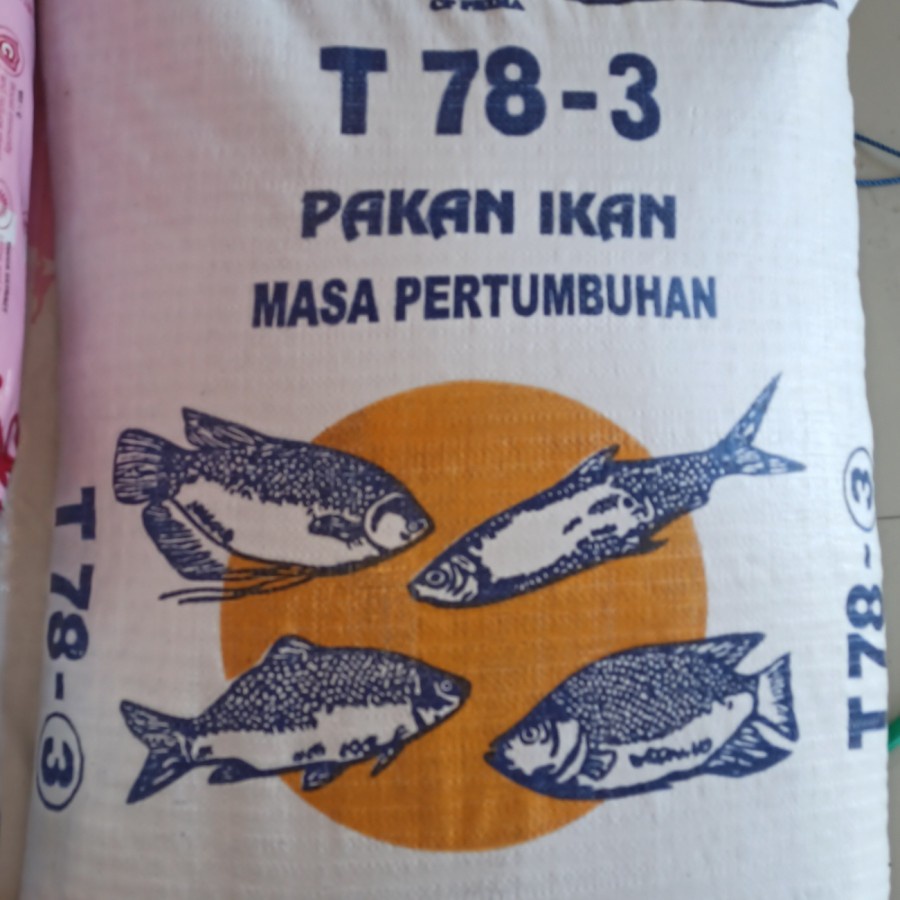 T 78-3
PAKAN IKAN
MASA PERTUMBUHAN
T 78-3
T 78-3